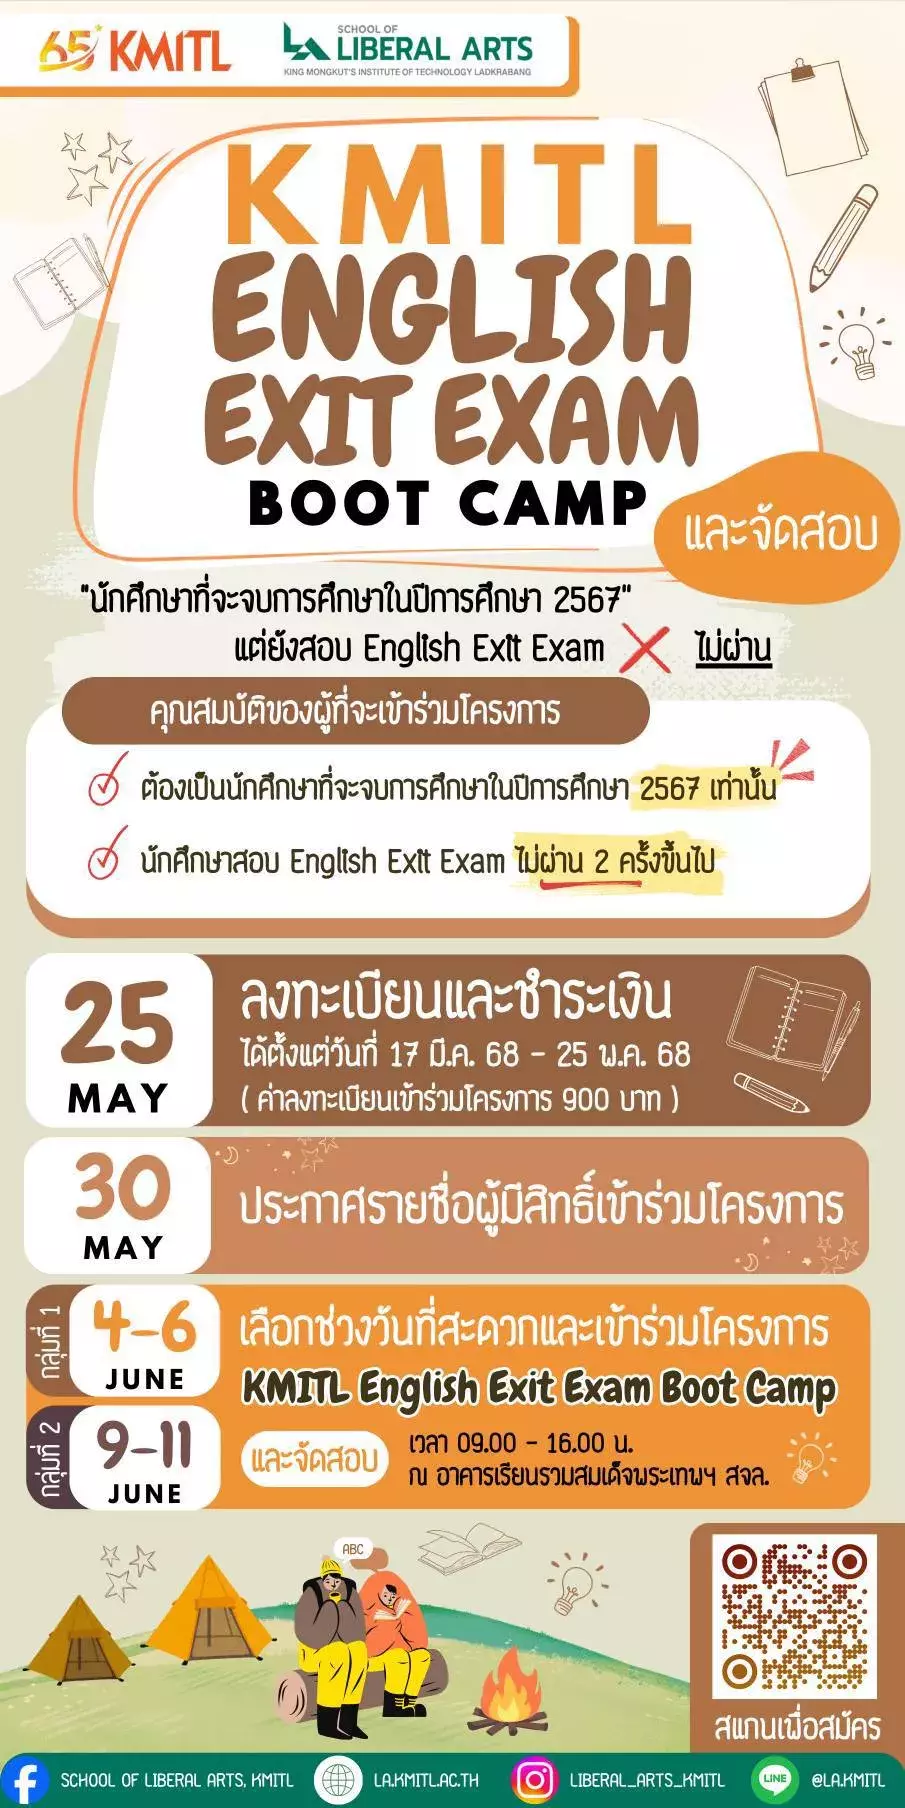 65 KMITL
SCHOOL OF
LIBERAL ARTS
KING MONGKUT'S INSTITUTE OF TECHNOLOGY LADKRABANG
KMITL
ENGLISH
EXIT EXAM
BOOT CAMP
และจัดสอบ
"นักศึกษาที่จะจบการศึกษาในปีการศึกษา 2567"
แต่ยังสอบ English Exit Exam ไม่ผ่าน
คุณสมบัติของผู้ที่จะเข้าร่วมโครงการ
ต้องเป็นนักศึกษาที่จะจบการศึกษาในปีการศึกษา 2567 เท่านั้น
นักศึกษาสอบ English Exit Exam ไม่ผ่าน 2 ครั้งขึ้นไป
25
MAY
ลงทะเบียนและชำระเงิน
ได้ตั้งแต่วันที่ 17 มี.ค. 68 - 25 พ.ค. 68
( ค่าลงทะเบียนเข้าร่วมโครงการ 900 บาท )
30
MAY
ประกาศรายชื่อผู้มีสิทธิ์เข้าร่วมโครงการ
กลุ่มที่ 1
4-6
JUNE
กลุ่มที่ 2
9-11
JUNE
เลือกช่วงวันที่สะดวกและเข้าร่วมโครงการ
KMITL English Exit Exam Boot Camp
และจัดสอบ
เวลา 09.00 - 16.00 น.
ณ อาคารเรียนรวมสมเด็จพระเทพฯ สจล.
ABC
สแกนเพื่อสมัคร
SCHOOL OF LIBERAL ARTS, KMITL
LA.KMITL.AC.TH
LIBERAL_ARTS_KMITL
LINE
@LA.KMITL